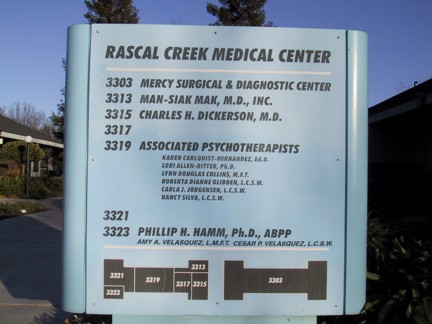 RASCAL CREEK MEDICAL CENTER
3303 MERCY SURGICAL & DIAGNOSTIC CENTER
3313 MAN-SIAK MAK, M.D., INC.
3315 CHARLES H. DICKERSON, M.D.
3317
3319 ASSOCIATED PSYCHOTHERAPISTS
KAREN CARLQUIST-HERNANDEZ, Ed.D.
LORI ALLEN-RITTER, Ph.D.
LYNN DOUGLAS COLLINS, M.F.T.
ROBERTA DIANNE GLIDDEN, L.C.S.W.
CARLA J. JORGENSEN, L.C.S.W.
NANCY SILVA, L.C.S.W.
3321
3323 PHILLIP H. HAMM, Ph.D., ABPP
AMY A. VELASQUEZ, L.M.F.T. CESAR P. VELASQUEZ, L.C.S.W.
3321 3319 3313 3303
3323 3317 3315